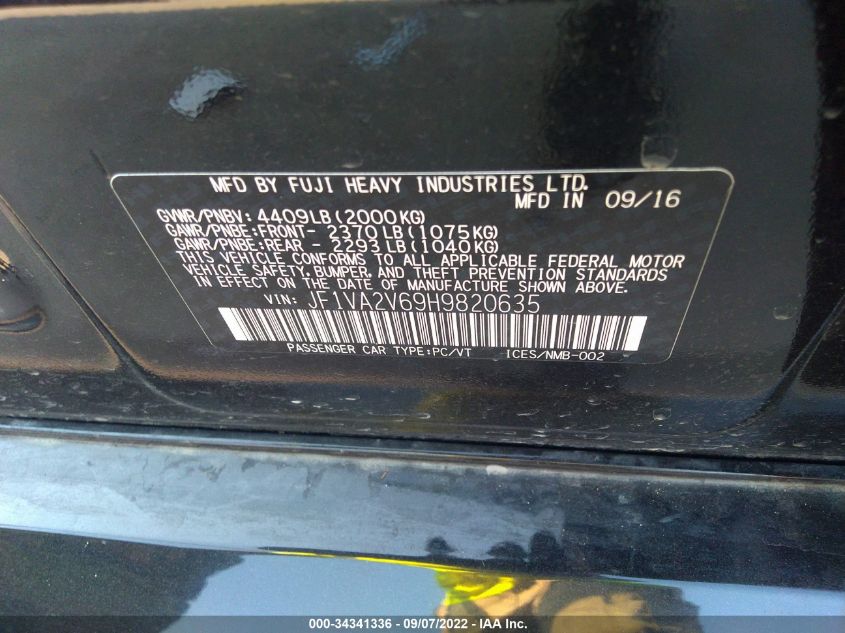 MFD BY FUJI HEAVY INDUSTRIES LTD.
MFD IN 09/16
GVWR/PNBV: 4409LB(2000KG)
GAWR/PNBE:FRONT- 2370LB(1075KG)
GAWR/PNBE:REAR - 2293LB(1040KG)
THIS VEHICLE CONFORMS TO ALL APPLICABLE FEDERAL MOTOR
VEHICLE SAFETY, BUMPER, AND THEFT PREVENTION STANDARDS
IN EFFECT ON THE DATE OF MANUFACTURE SHOWN ABOVE.
VIN: JF1VA2V69H9820635
PASSENGER CAR TYPE:PC/VT ICES/NMB-002
000-34341336 - 09/07/2022 - IAA Inc.